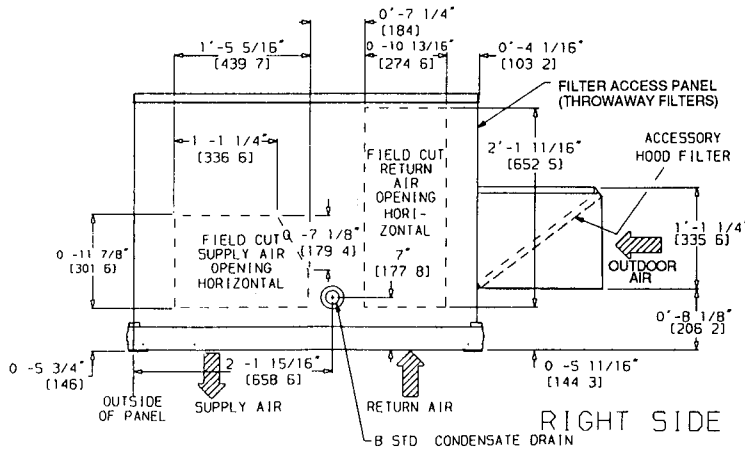 0'-7 1/4"
[184]
1'-5 5/16"
[439 7]
0 -10 13/16"
[274 6]
0'-4 1/16"
[103 2]
FILTER ACCESS PANEL
(THROWAWAY FILTERS)
1 -1 1/4"
[336 6]
2'-1 11/16"
[652 5]
ACCESSORY
HOOD FILTER
FIELD CUT
RETURN
AIR
OPENING
HORI-
ZONTAL
0 -7 1/8"
[179 4]
0 -11 7/8"
[301 6]
FIELD CUT
SUPPLY AIR
OPENING
HORIZONTAL
7"
[177 8]
1'-1 1/4"
[335 6]
OUTDOOR
AIR
0'-8 1/8"
[206 2]
0 -5 3/4"
[146]
2 -1 15/16"
[658 6]
0 -5 11/16"
[144 3]
OUTSIDE
OF PANEL
SUPPLY AIR
RETURN AIR
RIGHT SIDE
B STD CONDENSATE DRAIN